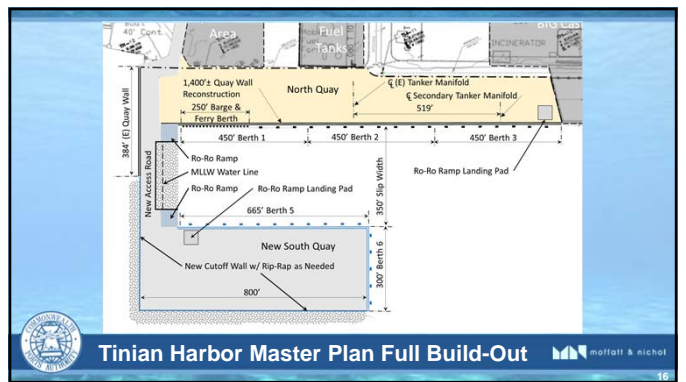 40' Cont.
Area
Fuel
Tanks
INCINERATOR
1,400'± Quay Wall
Reconstruction
North Quay
℄ (E) Tanker Manifold
℄ Secondary Tanker Manifold
250' Barge &
Ferry Berth
519'
384' (E) Quay Wall
450' Berth 1
450' Berth 2
450' Berth 3
Ro-Ro Ramp
MLLW Water Line
Ro-Ro Ramp
Ro-Ro Ramp Landing Pad
Ro-Ro Ramp Landing Pad
New Access Road
350' Slip Width
665' Berth 5
New South Quay
300' Berth 6
New Cutoff Wall w/ Rip-Rap as Needed
800'
COMMONWEALTH
PORTS AUTHORITY
Tinian Harbor Master Plan Full Build-Out
moffatt & nichol
16